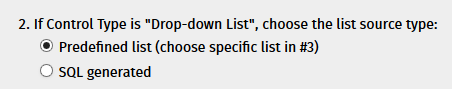 2. If Control Type is "Drop-down List", choose the list source type:
Predefined list (choose specific list in #3)
SQL generated